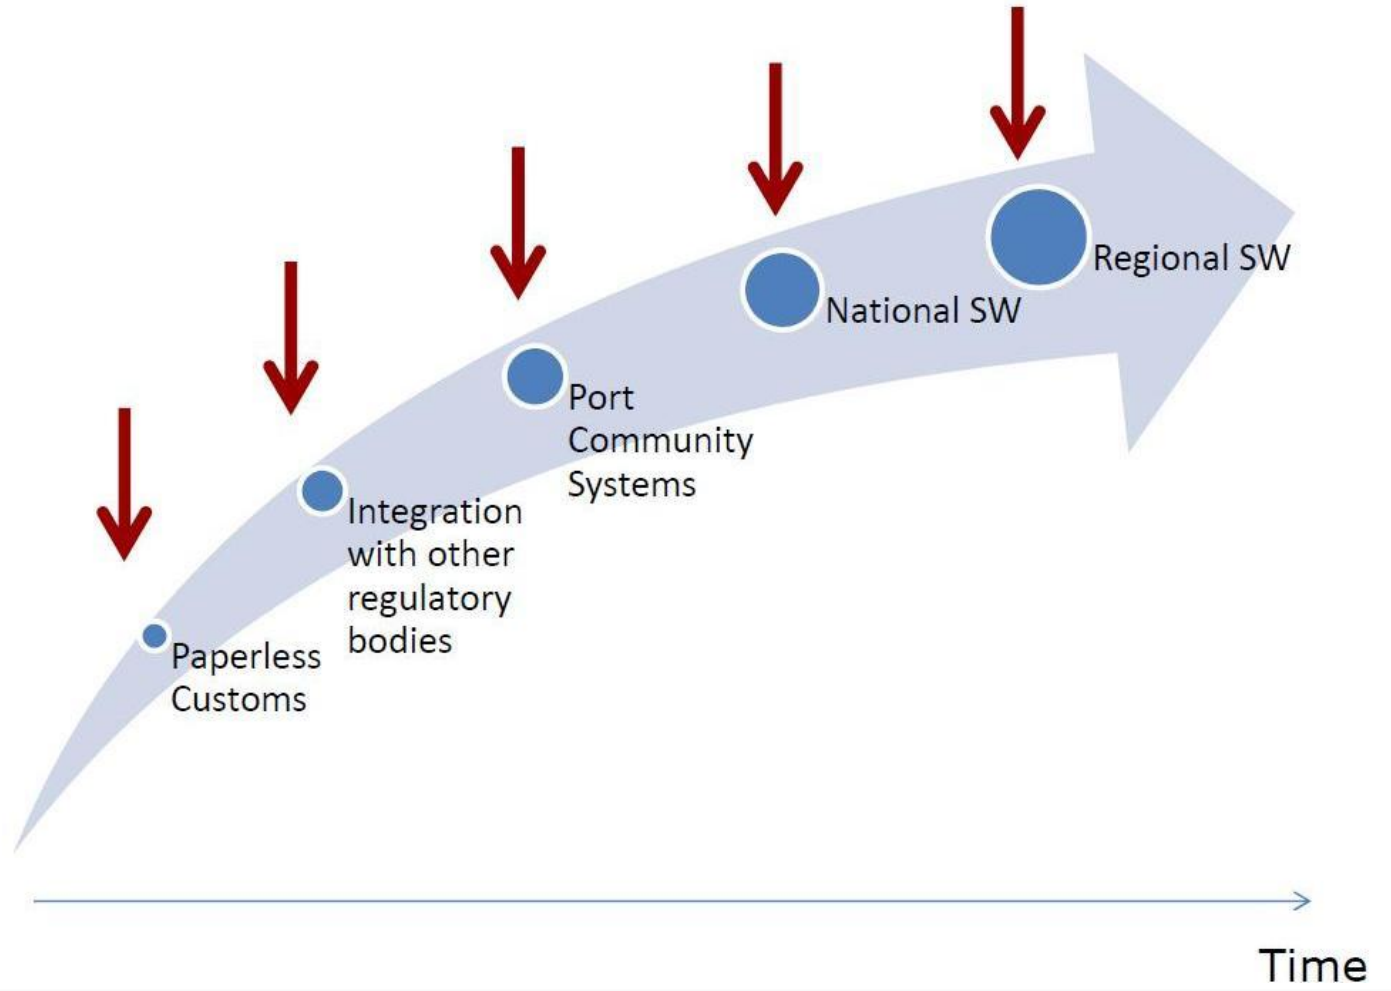 Paperless
Customs
Integration
with other
regulatory
bodies
Port
Community
Systems
National SW
Regional SW
Time